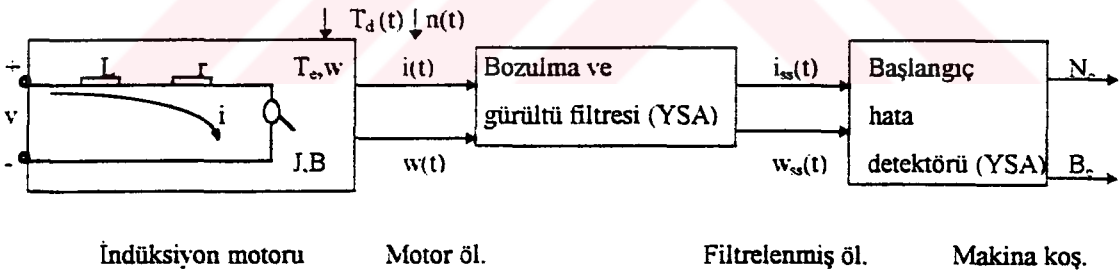 T_d(t) n(t)
+ L r T_e,w i(t) Bozulma ve i_ss(t) Başlangıç N_c
v i gürültü filtresi (YSA) hata
- J,B w(t) w_ss(t) detektörü (YSA) B_c
İndüksiyon motoru Motor öl. Filtrelenmiş öl. Makina koş.